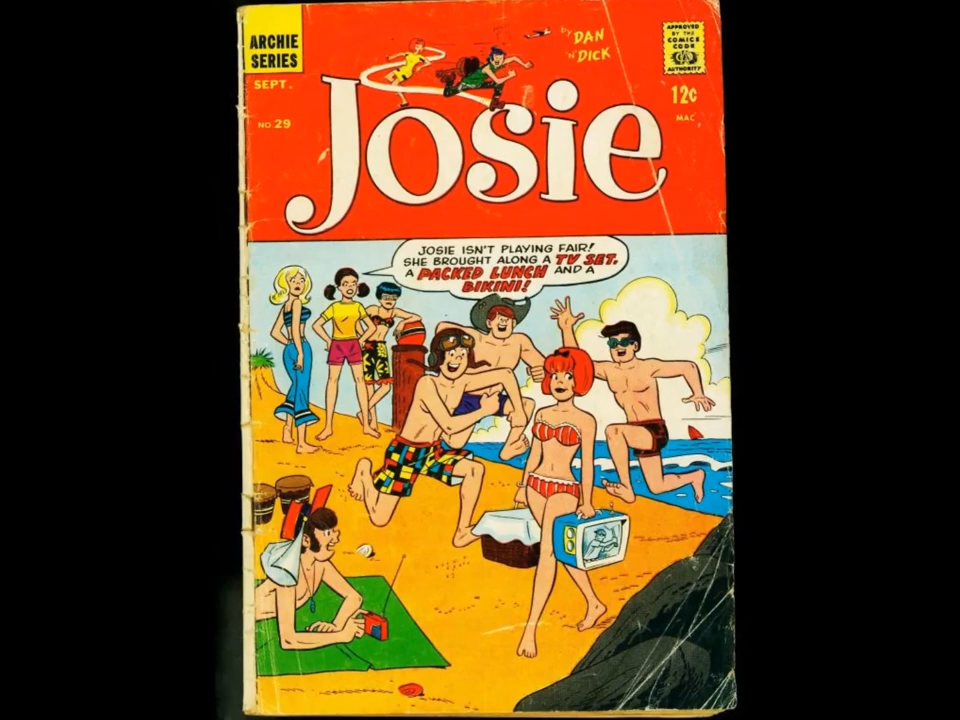 ARCHIE
SERIES
SEPT.
NO. 29
by DAN
'n' DICK
APPROVED
BY THE
COMICS
CODE
CA
AUTHORITY
12¢
MAC
Josie
JOSIE ISN'T PLAYING FAIR!
SHE BROUGHT ALONG A TV SET,
A PACKED LUNCH AND A
BIKINI!